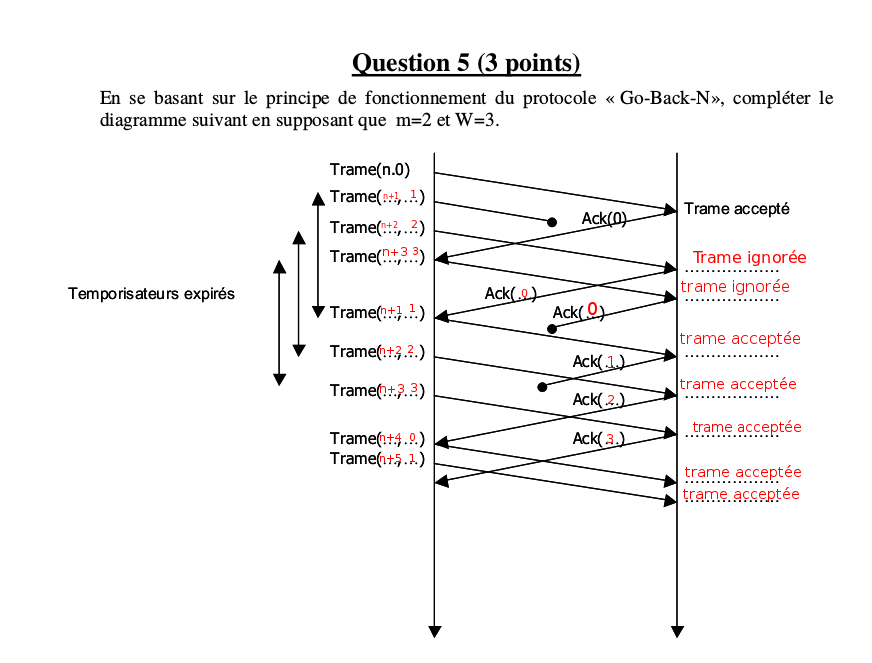 Question 5 (3 points)
En se basant sur le principe de fonctionnement du protocole « Go-Back-N», compléter le
diagramme suivant en supposant que m=2 et W=3.
Trame(n.0)
Trame(n+1, 1)
Trame accepté
Ack(0)
Trame(n+2, 2)
Trame(n+3 3)
Trame ignorée
trame ignorée
Temporisateurs expirés
Ack(.0.)
Ack(.0)
Trame(n+1, 1)
trame acceptée
Trame(n+2, 2.)
Ack(.1.)
trame acceptée
Trame(n+3, 3)
Ack(.2.)
trame acceptée
Trame(n+4, .0)
Ack(.3.)
Trame(n+5, 1)
trame acceptée
trame acceptée